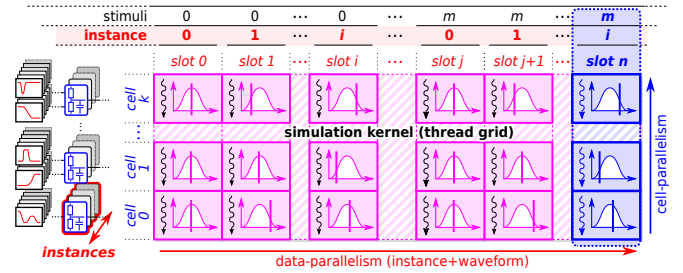 stimuli 0 0 ··· 0 ··· m m ··· m
instance 0 1 ··· i ··· 0 1 ··· i
slot 0 slot 1 ··· slot i ··· slot j slot j+1 ··· slot n
cell k
···
simulation kernel (thread grid)
cell 1
cell 0
cell-parallelism
instances
data-parallelism (instance+waveform)